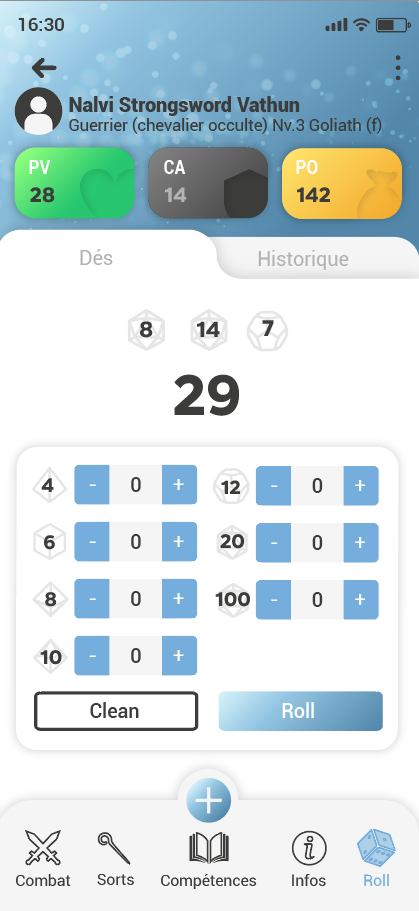 16:30
Nalvi Strongsword Vathun
Guerrier (chevalier occulte) Nv.3 Goliath (f)
PV CA PO
28 14 142
Dés Historique
8 14 7
29
4 - 0 + 12 - 0 +
6 - 0 + 20 - 0 +
8 - 0 + 100 - 0 +
10 - 0 +
Clean Roll
+
Combat Sorts Compétences Infos Roll